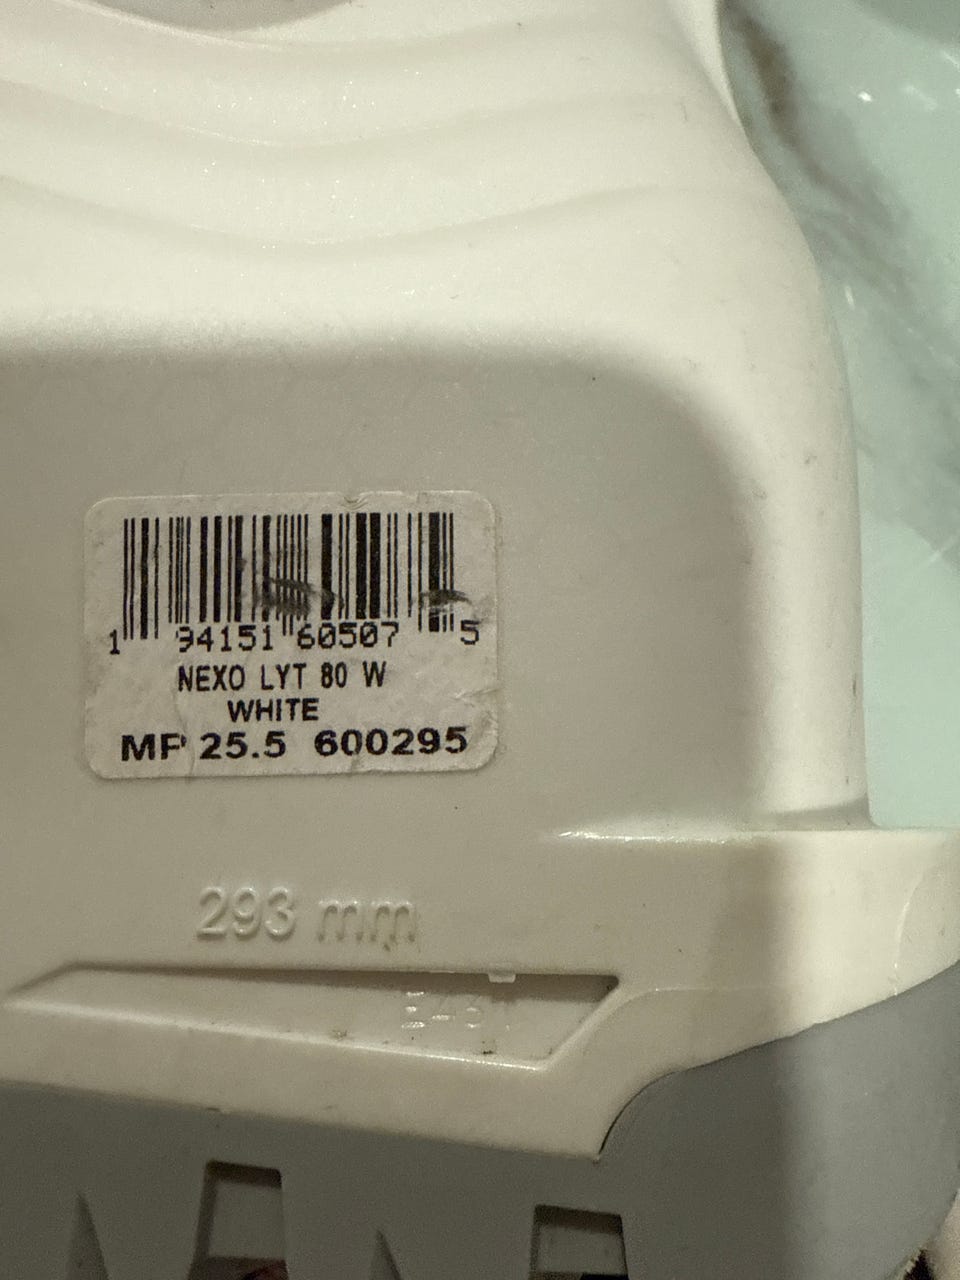 1 94151 60507 5
NEXO LYT 80 W
WHITE
MP 25.5 600295
293 mm